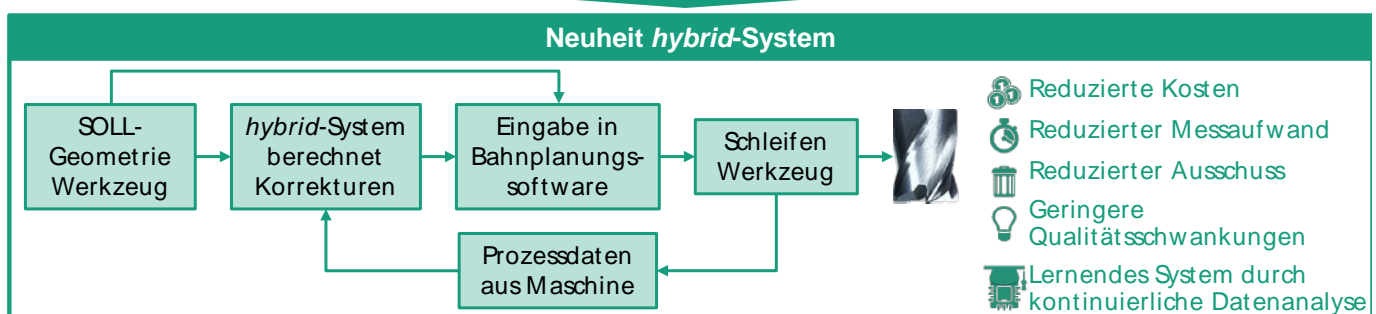 Neuheit hybrid-System
SOLL-
Geometrie
Werkzeug
hybrid-System
berechnet
Korrekturen
Eingabe in
Bahnplanungs-
software
Schleifen
Werkzeug
Prozessdaten
aus Maschine
Reduzierte Kosten
Reduzierter Messaufwand
Reduzierter Ausschuss
Geringere
Qualitätsschwankungen
Lernendes System durch
kontinuierliche Datenanalyse